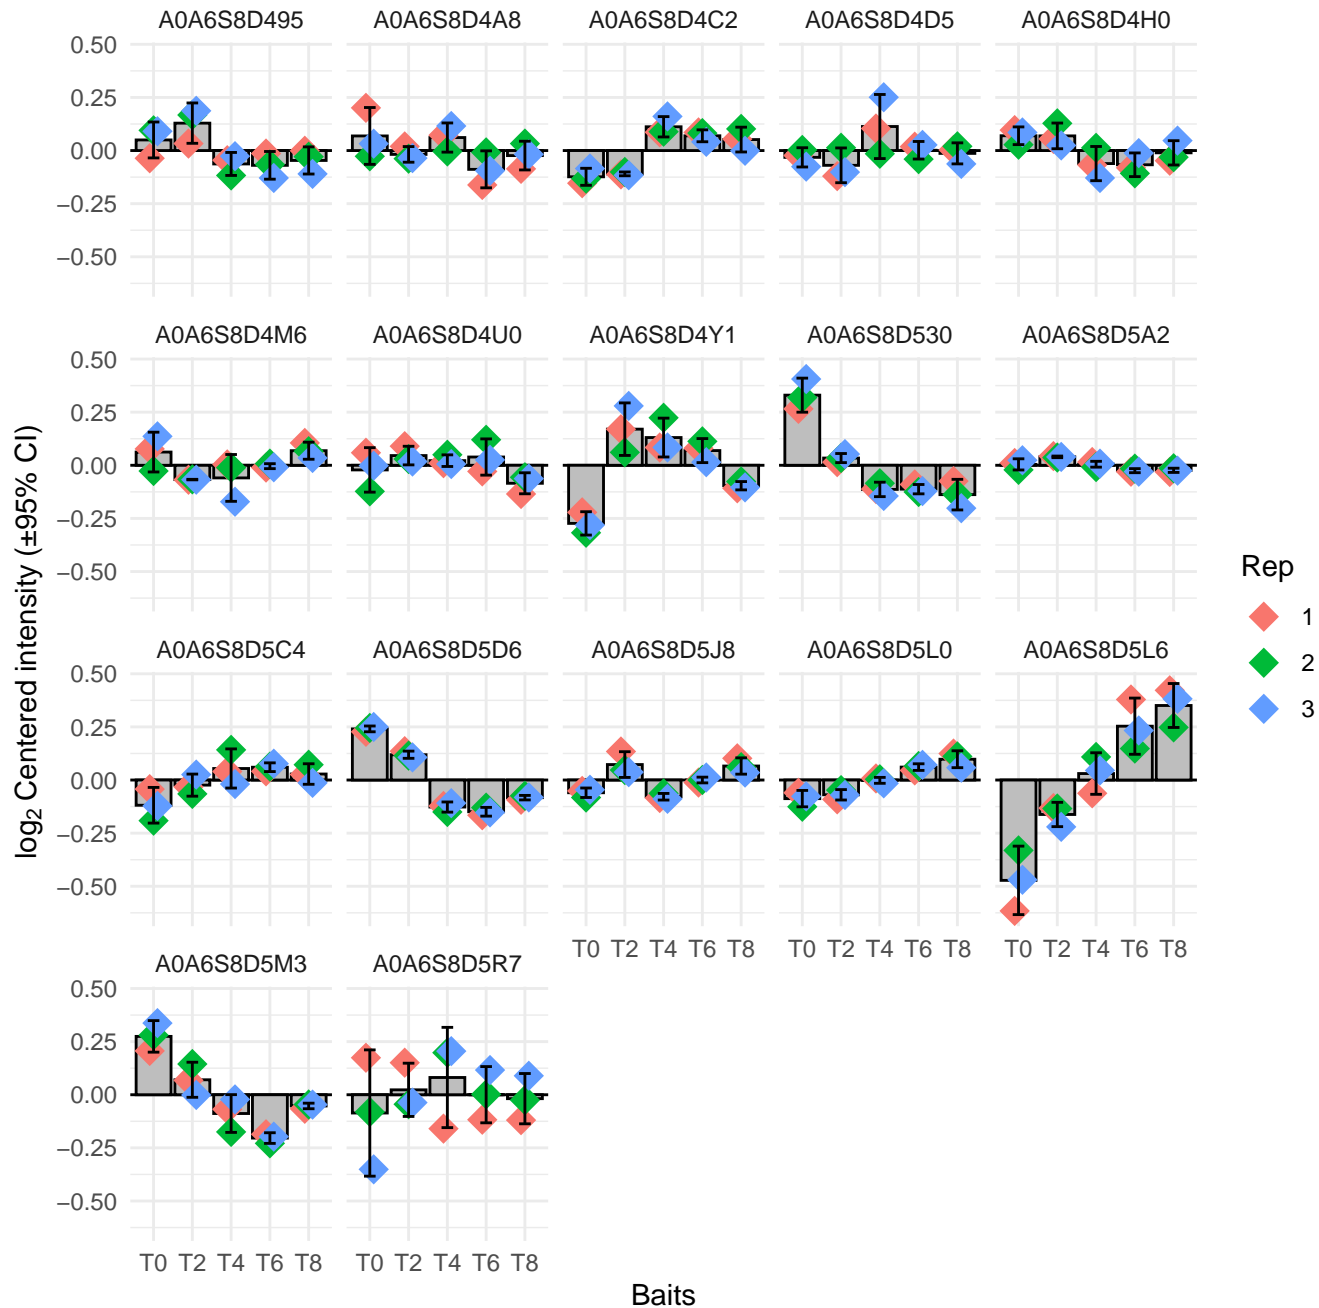 A0A6S8D495 A0A6S8D4A8 A0A6S8D4C2 A0A6S8D4D5 A0A6S8D4H0
0.50
0.25
0.00
−0.25
−0.50
A0A6S8D4M6 A0A6S8D4U0 A0A6S8D4Y1 A0A6S8D530 A0A6S8D5A2
0.50
0.25
0.00
−0.25
−0.50
A0A6S8D5C4 A0A6S8D5D6 A0A6S8D5J8 A0A6S8D5L0 A0A6S8D5L6
0.50
0.25
0.00
−0.25
−0.50
T0 T2 T4 T6 T8 T0 T2 T4 T6 T8 T0 T2 T4 T6 T8
A0A6S8D5M3 A0A6S8D5R7
0.50
0.25
0.00
−0.25
−0.50
T0 T2 T4 T6 T8 T0 T2 T4 T6 T8
Baits
log₂ Centered intensity (±95% CI)
Rep
1
2
3